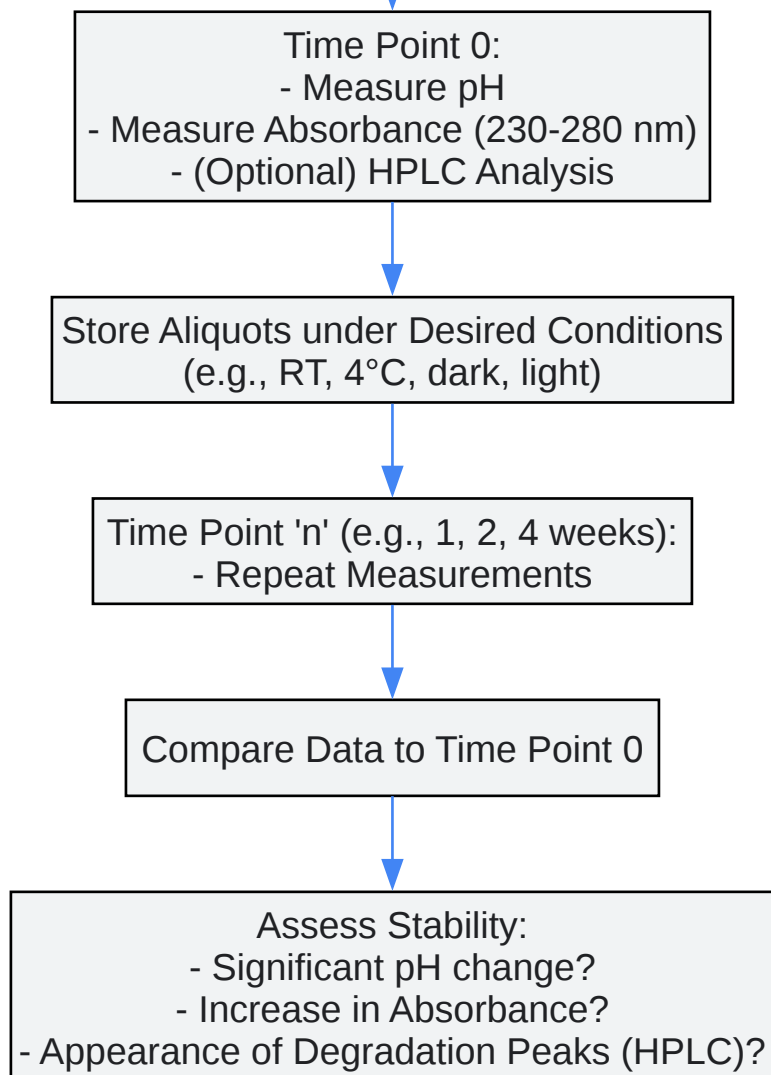 Time Point 0:
- Measure pH
- Measure Absorbance (230-280 nm)
- (Optional) HPLC Analysis
Store Aliquots under Desired Conditions
(e.g., RT, 4°C, dark, light)
Time Point 'n' (e.g., 1, 2, 4 weeks):
- Repeat Measurements
Compare Data to Time Point 0
Assess Stability:
- Significant pH change?
- Increase in Absorbance?
- Appearance of Degradation Peaks (HPLC)?